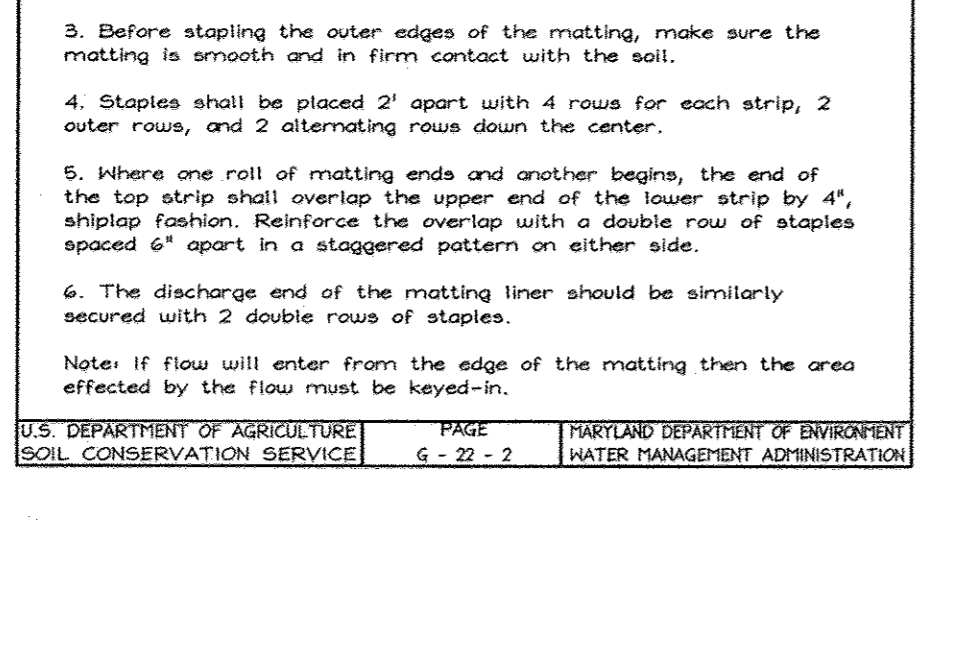 3. Before stapling the outer edges of the matting, make sure the
matting is smooth and in firm contact with the soil.
4. Staples shall be placed 2' apart with 4 rows for each strip, 2
outer rows, and 2 alternating rows down the center.
5. Where one roll of matting ends and another begins, the end of
the top strip shall overlap the upper end of the lower strip by 4",
shiplap fashion. Reinforce the overlap with a double row of staples
spaced 6" apart in a staggered pattern on either side.
6. The discharge end of the matting liner should be similarly
secured with 2 double rows of staples.
Note: If flow will enter from the edge of the matting then the area
effected by the flow must be keyed-in.
U.S. DEPARTMENT OF AGRICULTURE PAGE MARYLAND DEPARTMENT OF ENVIRONMENT
SOIL CONSERVATION SERVICE G - 22 - 2 WATER MANAGEMENT ADMINISTRATION